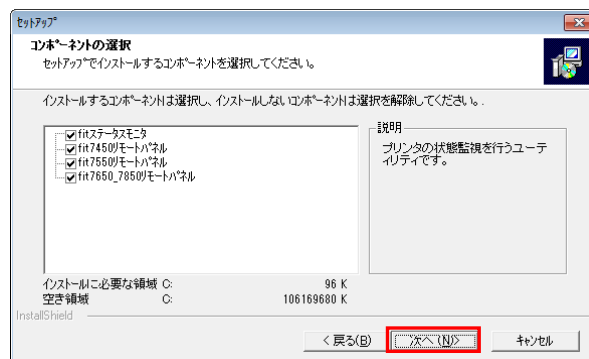 セットアップ
コンポーネントの選択
セットアップでインストールするコンポーネントを選択してください。
インストールするコンポーネントは選択し、インストールしないコンポーネントは選択を解除してください。.
fitステータスモニタ
fit7450リモートパネル
fit7550リモートパネル
fit7650_7850リモートパネル
説明
プリンタの状態監視を行うユーテ
ィリティです。
インストールに必要な領域 C: 96 K
空き領域 C: 106169680 K
InstallShield
< 戻る(B) 次へ(N)> キャンセル